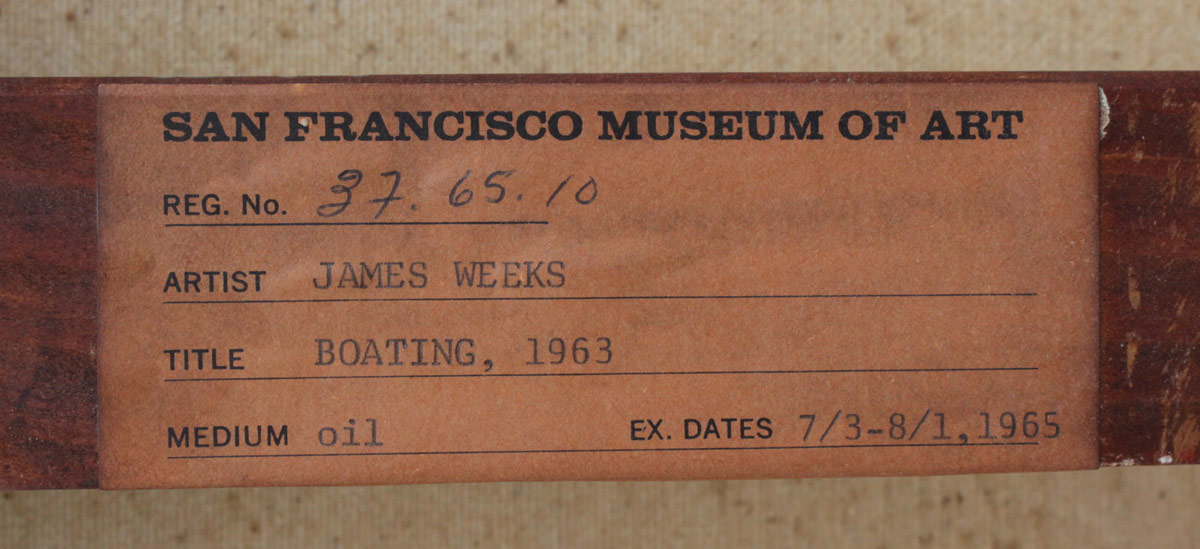 SAN FRANCISCO MUSEUM OF ART
REG. No. 37.65.10
ARTIST JAMES WEEKS
TITLE BOATING, 1963
MEDIUM oil EX. DATES 7/3-8/1,1965